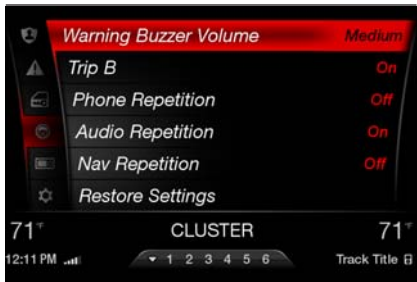 Warning Buzzer Volume Medium
Trip B On
Phone Repetition Off
Audio Repetition On
Nav Repetition Off
Restore Settings
71°F CLUSTER 71°F
12:11 PM 1 2 3 4 5 6 Track Title